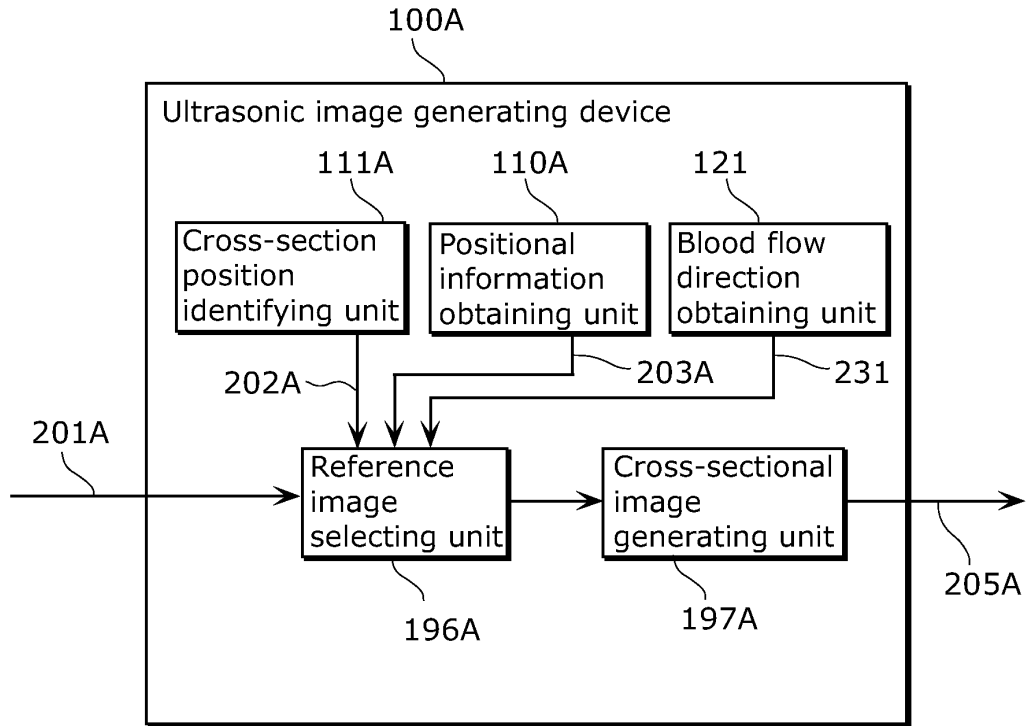 100A
Ultrasonic image generating device
111A
110A
121
Cross-section
position
identifying unit
Positional
information
obtaining unit
Blood flow
direction
obtaining unit
202A
203A
231
201A
Reference
image
selecting unit
Cross-sectional
image
generating unit
205A
196A
197A